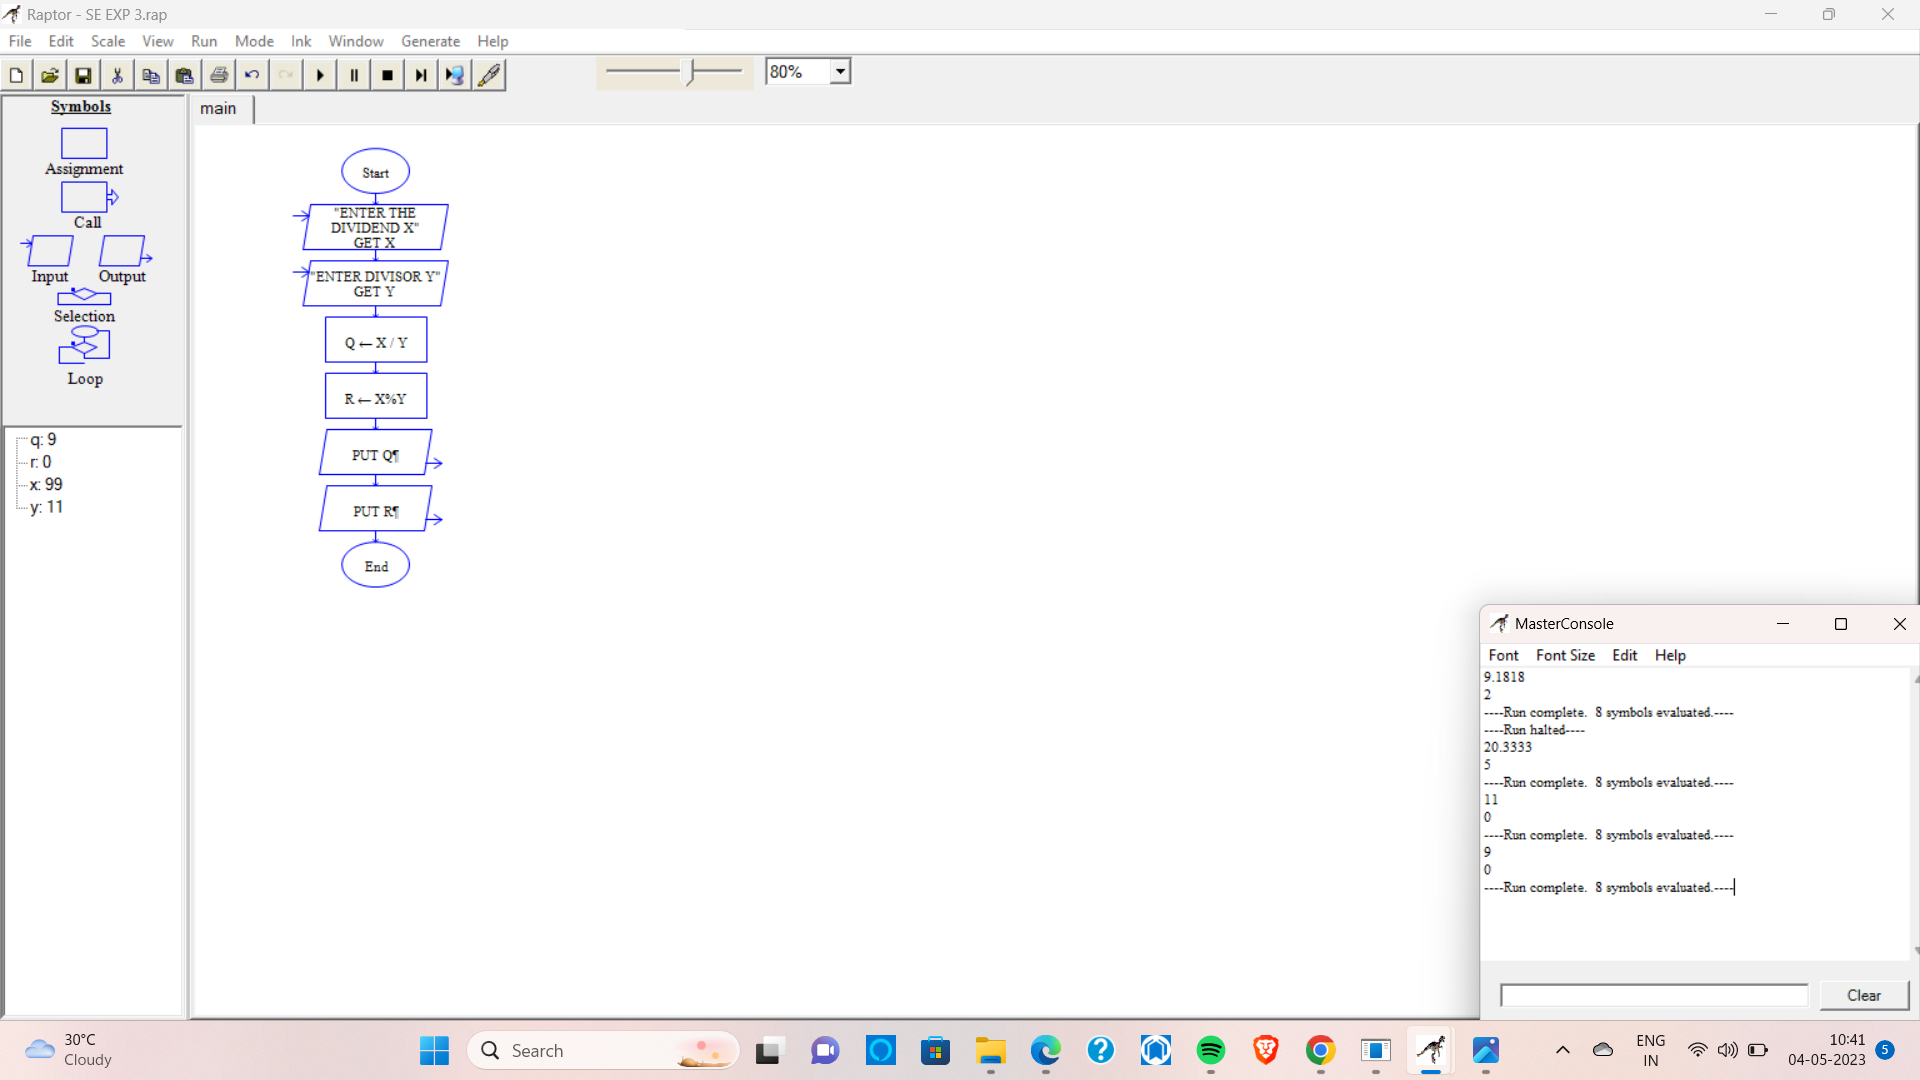 Raptor - SE EXP 3.rap
File Edit Scale View Run Mode Ink Window Generate Help
80%
Symbols
Assignment
Call
Input Output
Selection
Loop
q: 9
r: 0
x: 99
y: 11
main
Start
"ENTER THE
DIVIDEND X"
GET X
"ENTER DIVISOR Y"
GET Y
Q ← X / Y
R ← X%Y
PUT Q¶
PUT R¶
End
MasterConsole
Font Font Size Edit Help
9.1818
2
----Run complete. 8 symbols evaluated.----
----Run halted----
20.3333
5
----Run complete. 8 symbols evaluated.----
11
0
----Run complete. 8 symbols evaluated.----
9
0
----Run complete. 8 symbols evaluated.----
Clear
30°C
Cloudy
Search
ENG
IN
10:41
04-05-2023
5